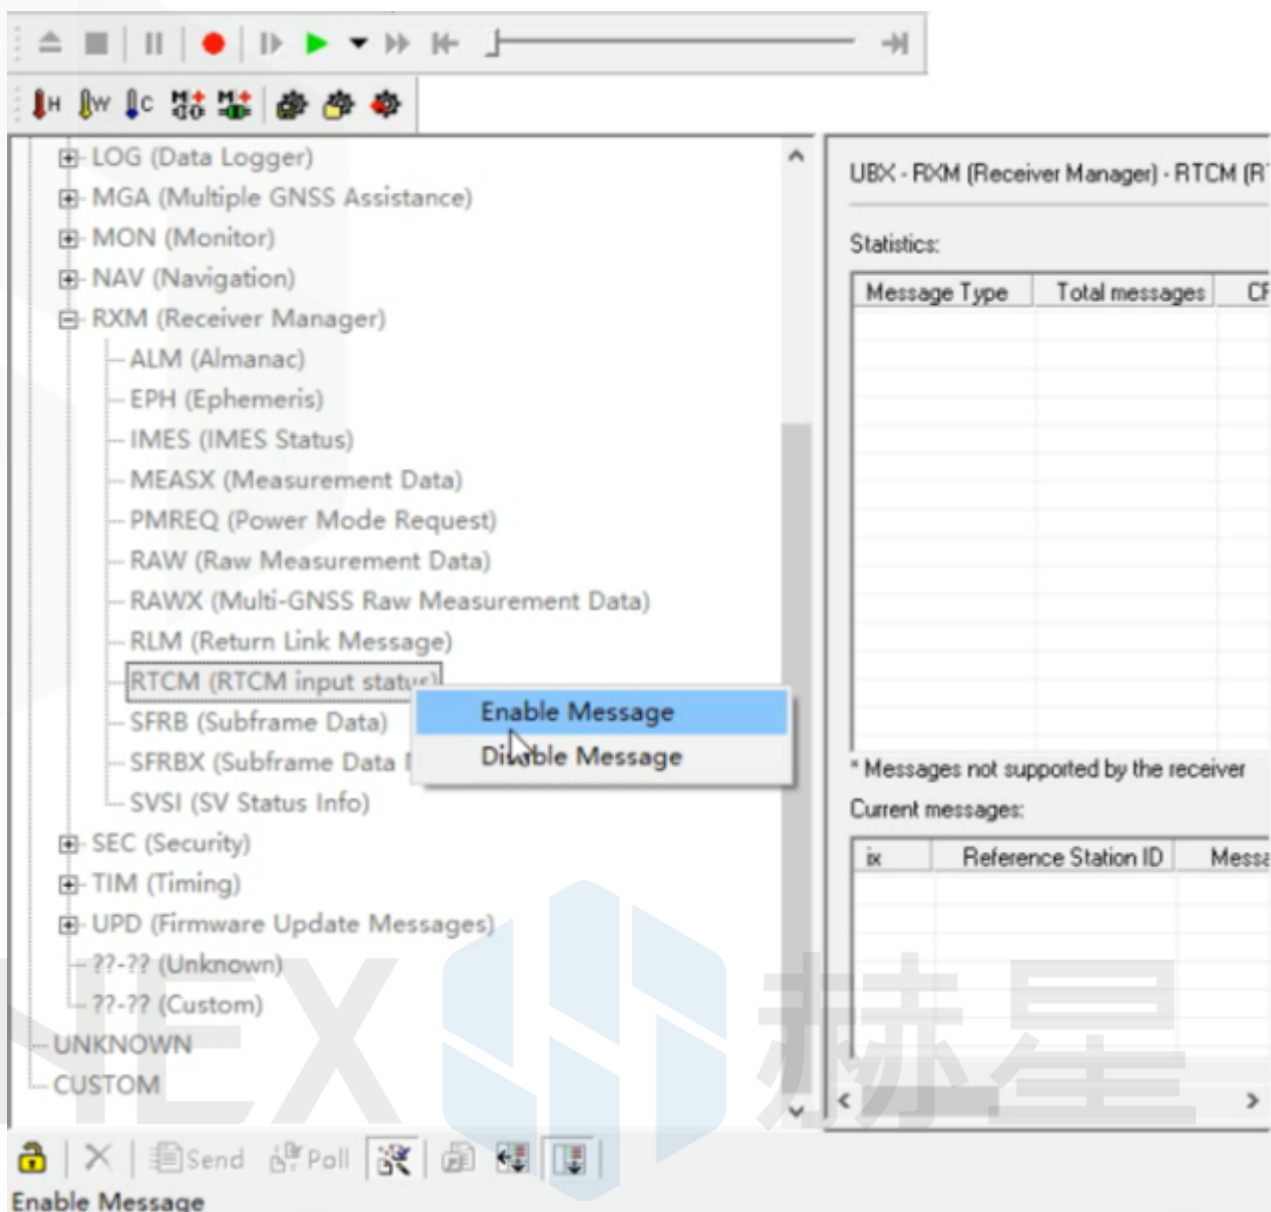 H W C M M
LOG (Data Logger)
MGA (Multiple GNSS Assistance)
MON (Monitor)
NAV (Navigation)
RXM (Receiver Manager)
ALM (Almanac)
EPH (Ephemeris)
IMES (IMES Status)
MEASX (Measurement Data)
PMREQ (Power Mode Request)
RAW (Raw Measurement Data)
RAWX (Multi-GNSS Raw Measurement Data)
RLM (Return Link Message)
RTCM (RTCM input status)
SFRB (Subframe Data)
SFRBX (Subframe Data
SVSI (SV Status Info)
SEC (Security)
TIM (Timing)
UPD (Firmware Update Messages)
??-?? (Unknown)
??-?? (Custom)
UNKNOWN
CUSTOM
Enable Message
Disable Message
UBX - RXM (Receiver Manager) - RTCM (R
Statistics:
Message Type Total messages
* Messages not supported by the receiver
Current messages:
ix Reference Station ID Messa
Send Poll
Enable Message
HEX 赫星